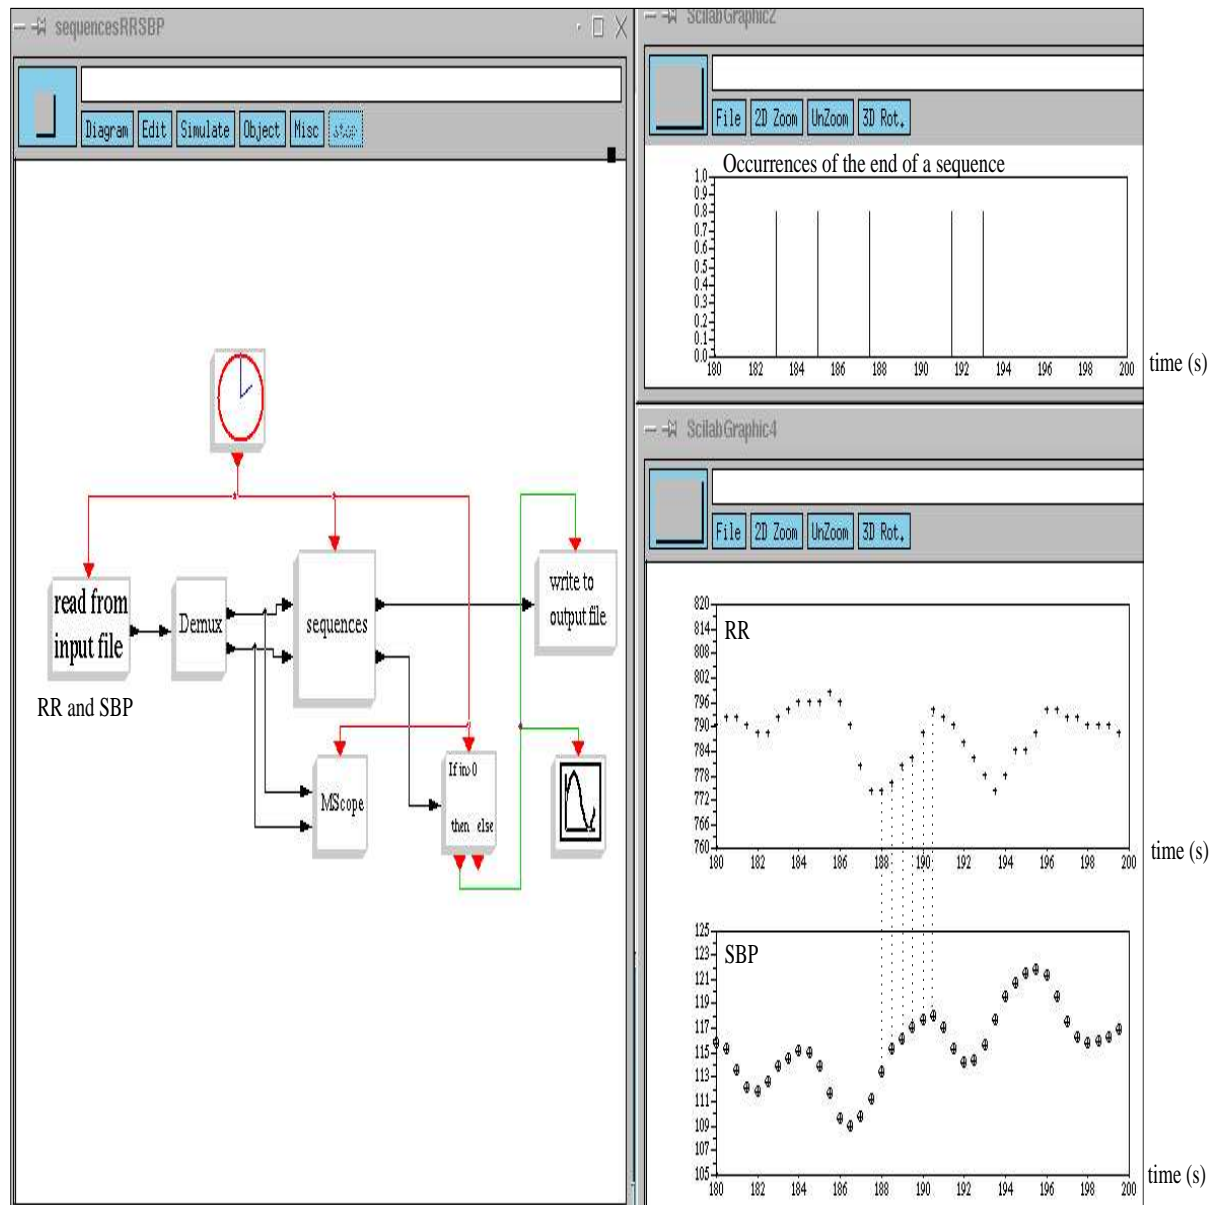 sequencesRRSBP
Diagram Edit Simulate Object Misc stop
read from
input file
RR and SBP
Demux
sequences
write to
output file
MScope
If in>0
then else
ScilabGraphic2
File 2D Zoom UnZoom 3D Rot.
Occurrences of the end of a sequence
1.0
0.9
0.8
0.7
0.6
0.5
0.4
0.3
0.2
0.1
0.0
180 182 184 186 188 190 192 194 196 198 200
time (s)
ScilabGraphic4
File 2D Zoom UnZoom 3D Rot.
820
814
808
802
796
790
784
778
772
766
760
RR
180 182 184 186 188 190 192 194 196 198 200
time (s)
125
123
121
119
117
115
113
111
109
107
105
SBP
180 182 184 186 188 190 192 194 196 198 200
time (s)